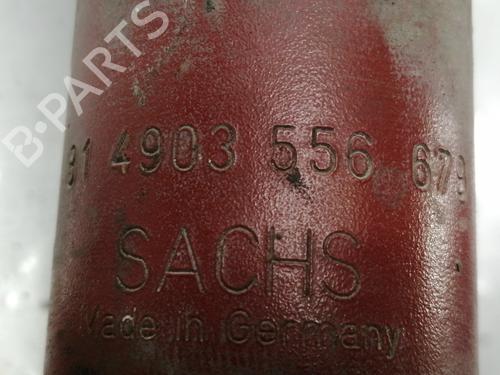 B-PARTS
81 4903 556 679
SACHS
Made in Germany